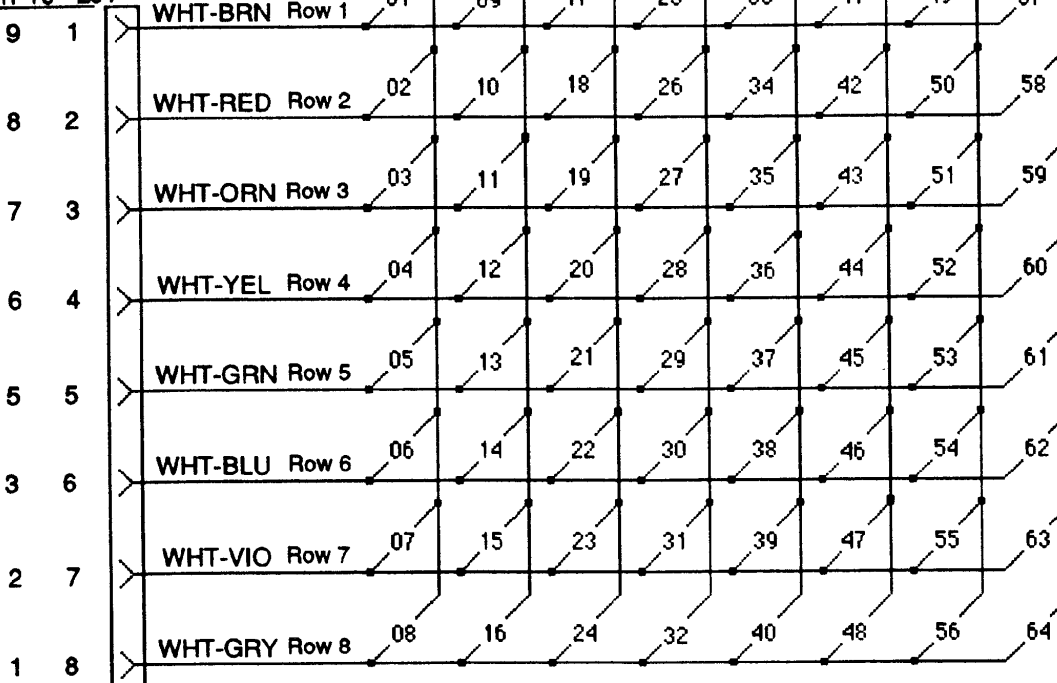 9 1 WHT-BRN Row 1
8 2 WHT-RED Row 2 02 10 18 26 34 42 50 58
7 3 WHT-ORN Row 3 03 11 19 27 35 43 51 59
6 4 WHT-YEL Row 4 04 12 20 28 36 44 52 60
5 5 WHT-GRN Row 5 05 13 21 29 37 45 53 61
3 6 WHT-BLU Row 6 06 14 22 30 38 46 54 62
2 7 WHT-VIO Row 7 07 15 23 31 39 47 55 63
1 8 WHT-GRY Row 8 08 16 24 32 40 48 56 64